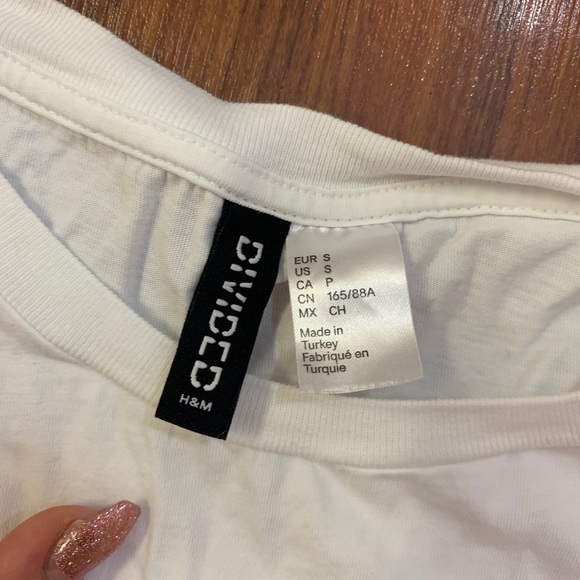 DIVIDED
H&M
EUR S
US S
CA P
CN 165/88A
MX CH
Made in
Turkey
Fabriqué en
Turquie